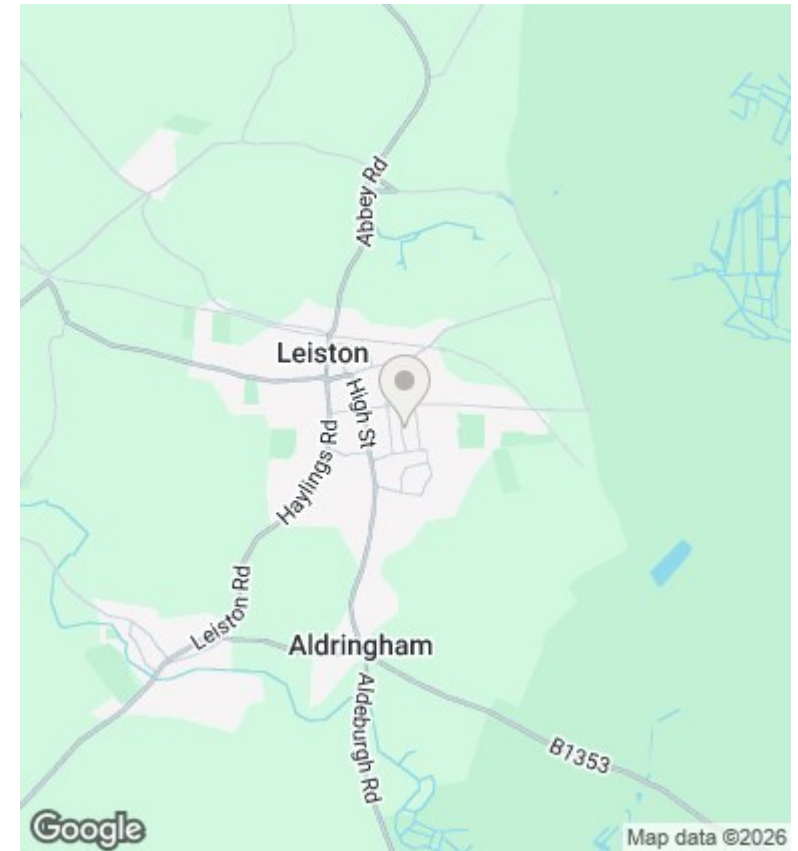 Abbey Rd
Leiston
High St
Haylings Rd
Leiston Rd
Aldringham
Aldeburgh Rd
B1353
Google
Map data ©2026